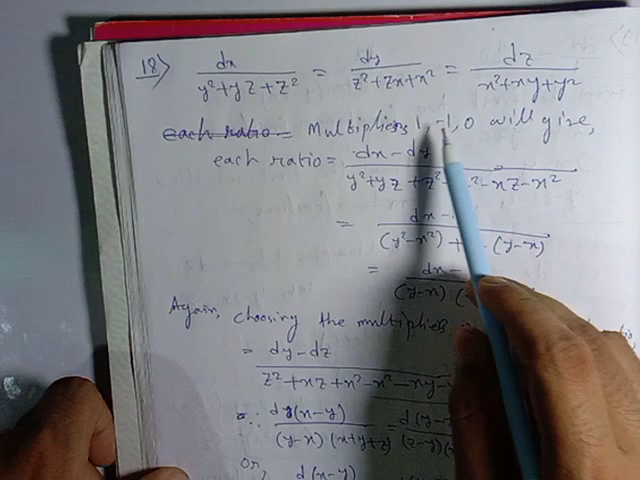 18) dx/(y²+yz+z²) = dy/(z²+zx+x²) = dz/(x²+xy+y²)
each ratio = Multipliers 1, -1, 0 will give,
each ratio = dx-dy/(y²+yz+z²-z²-xz-x²)
= dx-/((y²-x²)+ (y-x))
= dx-/((y-x)(
Again, choosing the multipliers
= dy-dz/(z²+xz+x²-x²-xy-
∴ d(x-y)/((y-x)(x+y+z)) = d(y-/((z-y)(
or, d(x-y)